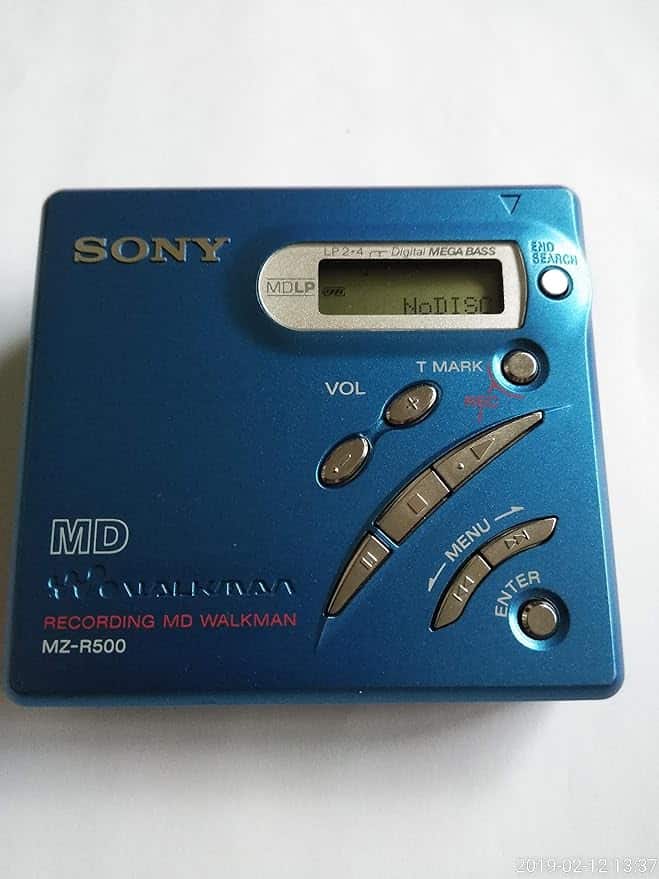 SONY
LP 2•4 Digital MEGA BASS
MDLP
NoDISC
END
SEARCH
T MARK
REC
VOL
+
-
MENU
ENTER
MD
WALKMAN
RECORDING MD WALKMAN
MZ-R500
2019-02-12 13:37